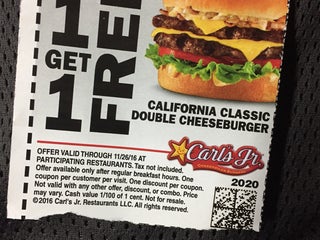 1
GET
1
FREE
CALIFORNIA CLASSIC
DOUBLE CHEESEBURGER
OFFER VALID THROUGH 11/26/16 AT
PARTICIPATING RESTAURANTS. Tax not included.
Offer available only after regular breakfast hours. One
coupon per customer per visit. One discount per coupon.
Not valid with any other offer, discount, or combo. Price
may vary. Cash value 1/100 of 1 cent. Not for resale.
©2016 Carl's Jr. Restaurants LLC. All rights reserved.
Carl's Jr.
2020